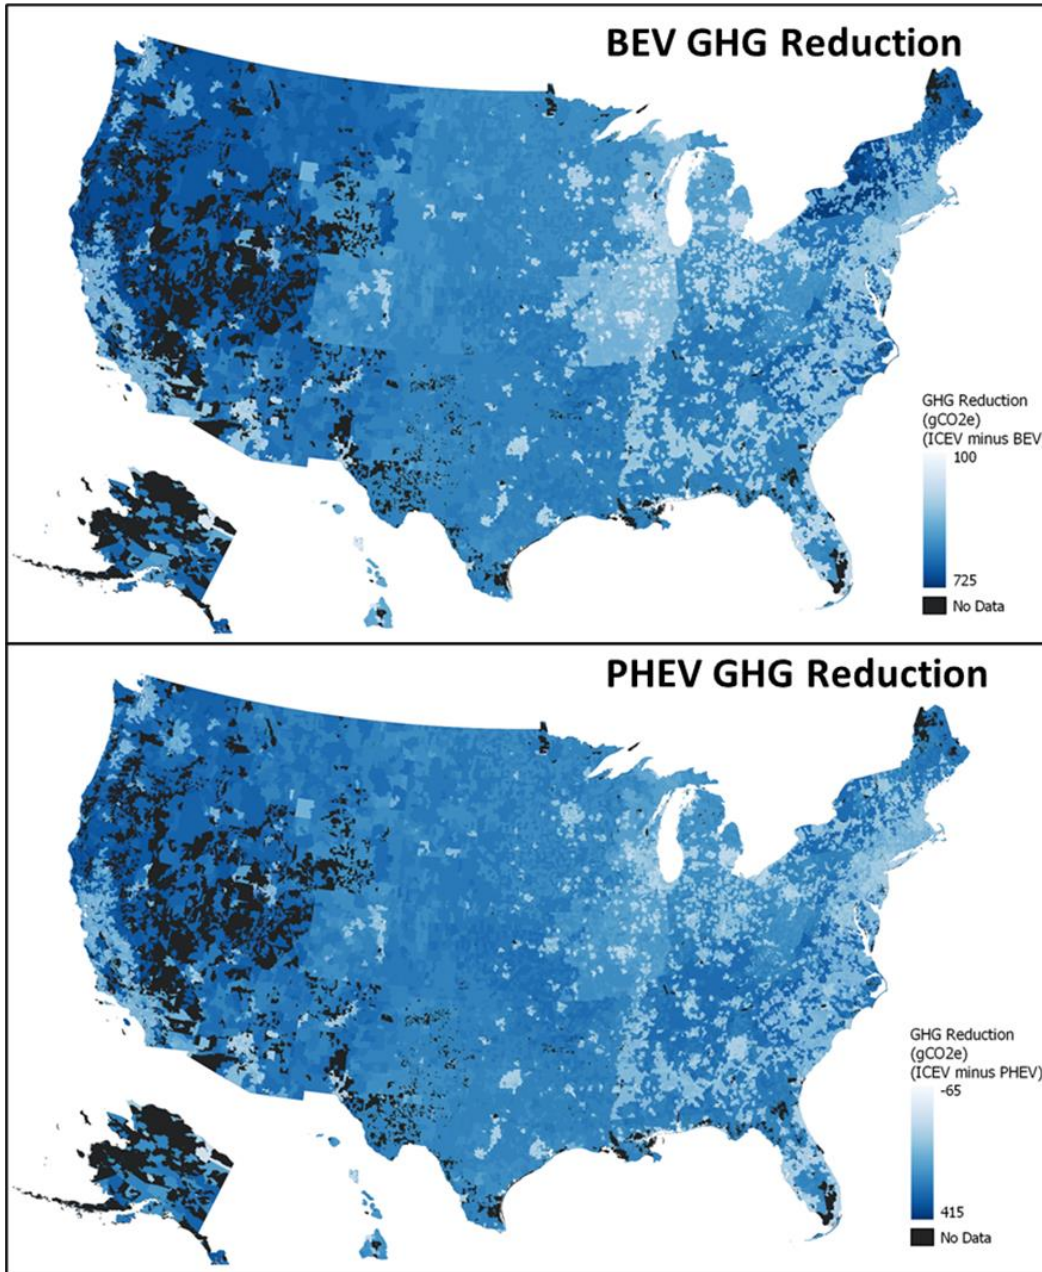 BEV GHG Reduction
GHG Reduction
(gCO2e)
(ICEV minus BEV)
100
725
No Data
PHEV GHG Reduction
GHG Reduction
(gCO2e)
(ICEV minus PHEV)
-65
415
No Data